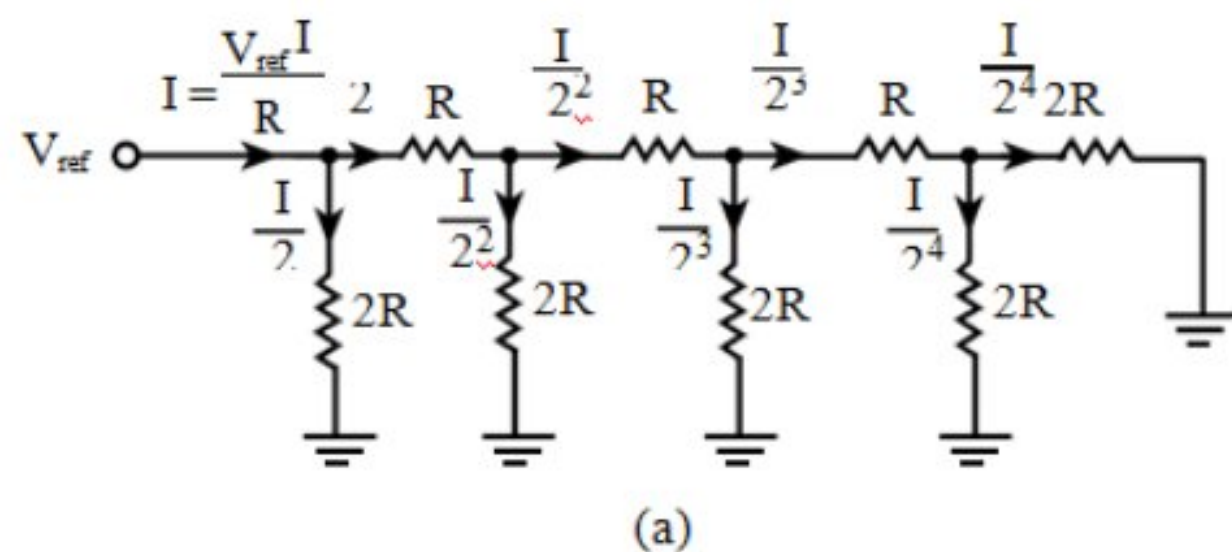 I = V_ref I / R 2 R I/2² R I/2³ R I/2⁴ 2R
V_ref
I/2 I/2² I/2³ I/2⁴
2R 2R 2R 2R
(a)